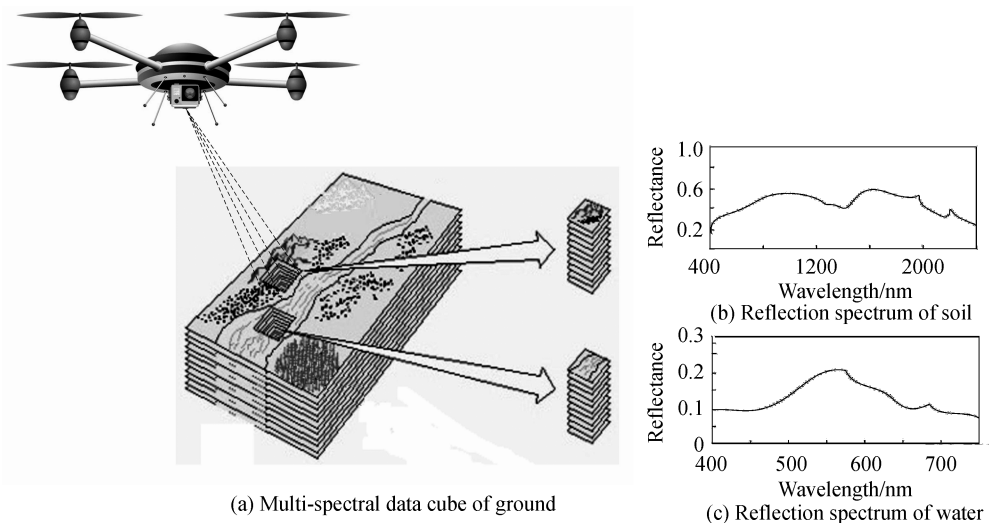 1.0
0.6
0.2
Reflectance
400 1200 2000
Wavelength/nm
(b) Reflection spectrum of soil
0.3
0.2
0.1
0
Reflectance
400 500 600 700
Wavelength/nm
(c) Reflection spectrum of water
(a) Multi-spectral data cube of ground